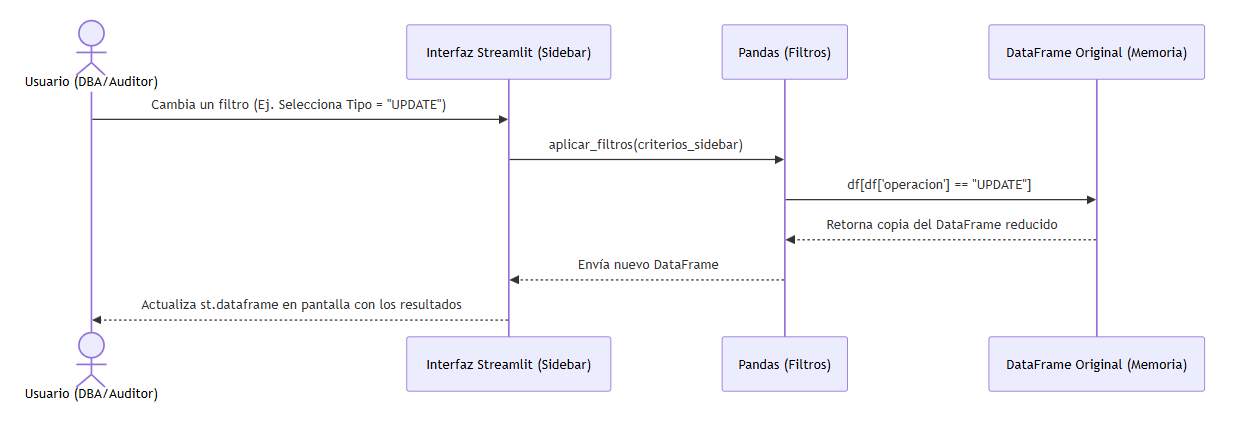 Usuario (DBA/Auditor)
Interfaz Streamlit (Sidebar)
Pandas (Filtros)
DataFrame Original (Memoria)
Cambia un filtro (Ej. Selecciona Tipo = "UPDATE")
aplicar_filtros(criterios_sidebar)
df[df['operacion'] == "UPDATE"]
Retorna copia del DataFrame reducido
Envía nuevo DataFrame
Actualiza st.dataframe en pantalla con los resultados
Usuario (DBA/Auditor)
Interfaz Streamlit (Sidebar)
Pandas (Filtros)
DataFrame Original (Memoria)